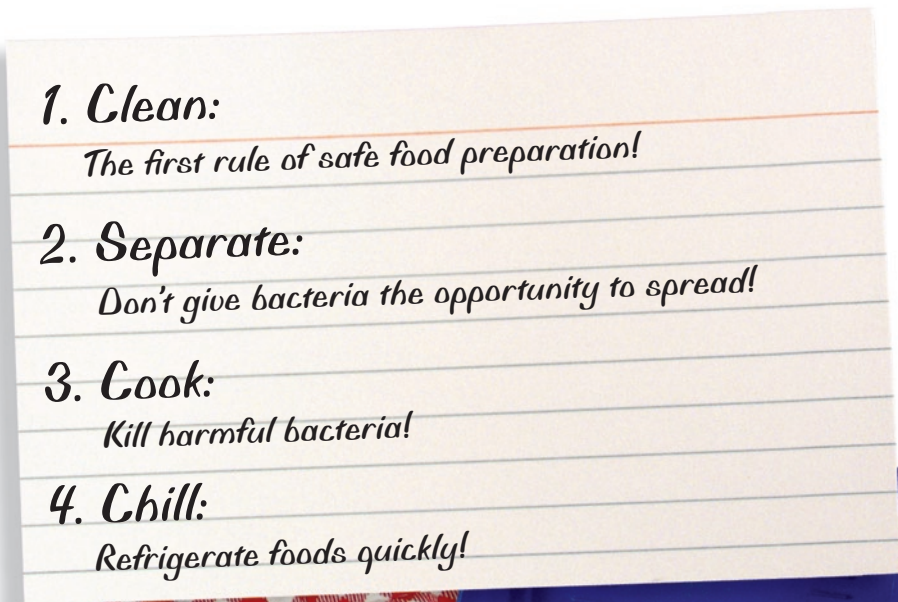 1. Clean:
The first rule of safe food preparation!
2. Separate:
Don't give bacteria the opportunity to spread!
3. Cook:
Kill harmful bacteria!
4. Chill:
Refrigerate foods quickly!